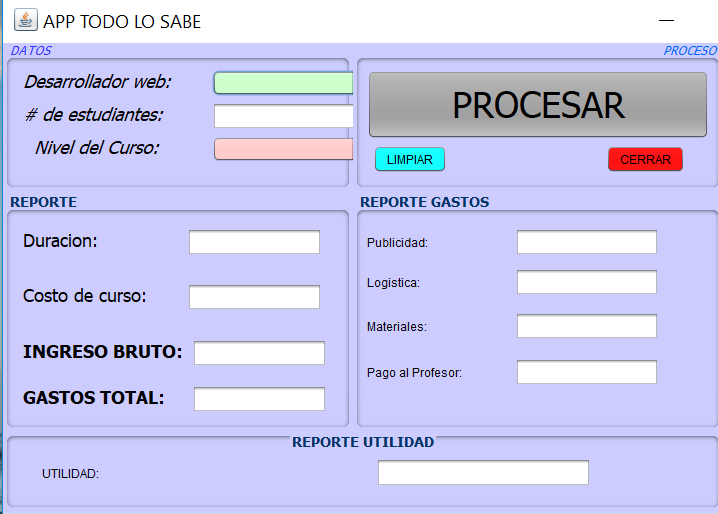 APP TODO LO SABE
DATOS
PROCESO
Desarrollador web:
# de estudiantes:
Nivel del Curso:
PROCESAR
LIMPIAR
CERRAR
REPORTE
Duracion:
Costo de curso:
INGRESO BRUTO:
GASTOS TOTAL:
REPORTE GASTOS
Publicidad:
Logistica:
Materiales:
Pago al Profesor:
REPORTE UTILIDAD
UTILIDAD: